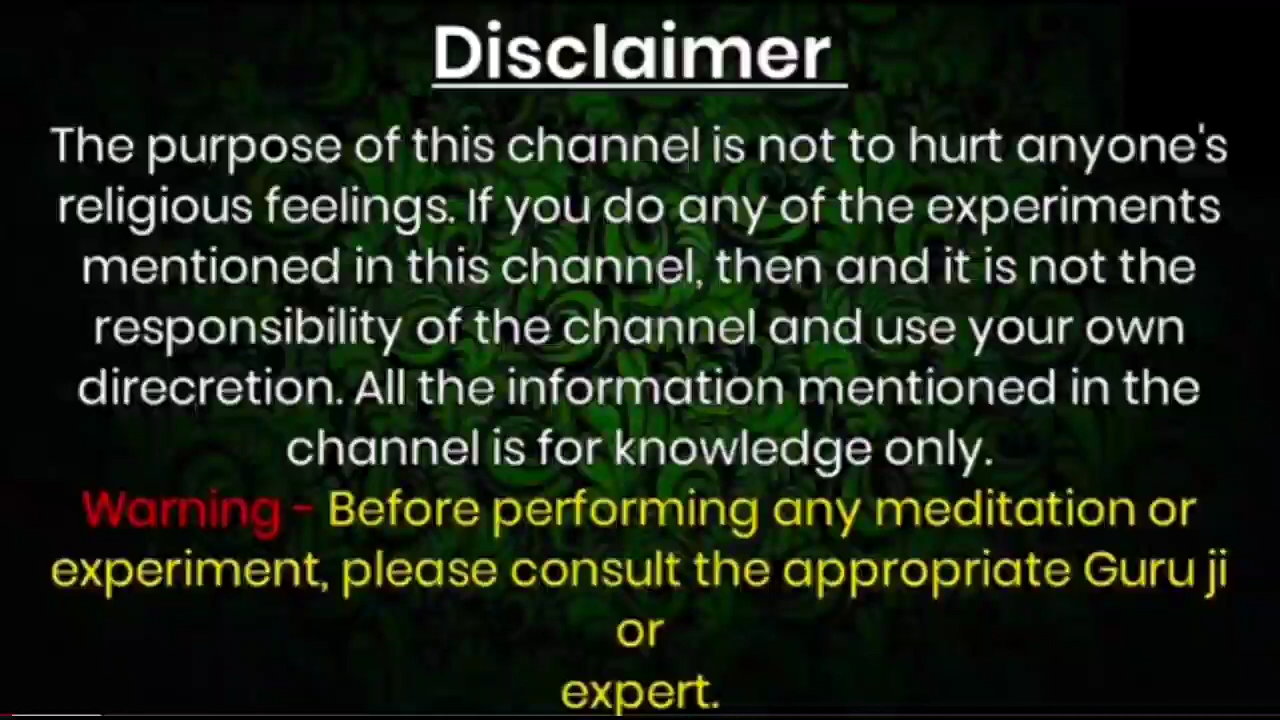 Disclaimer
The purpose of this channel is not to hurt anyone's
religious feelings. If you do any of the experiments
mentioned in this channel, then and it is not the
responsibility of the channel and use your own
direcretion. All the information mentioned in the
channel is for knowledge only.
Warning - Before performing any meditation or
experiment, please consult the appropriate Guru ji
or
expert.